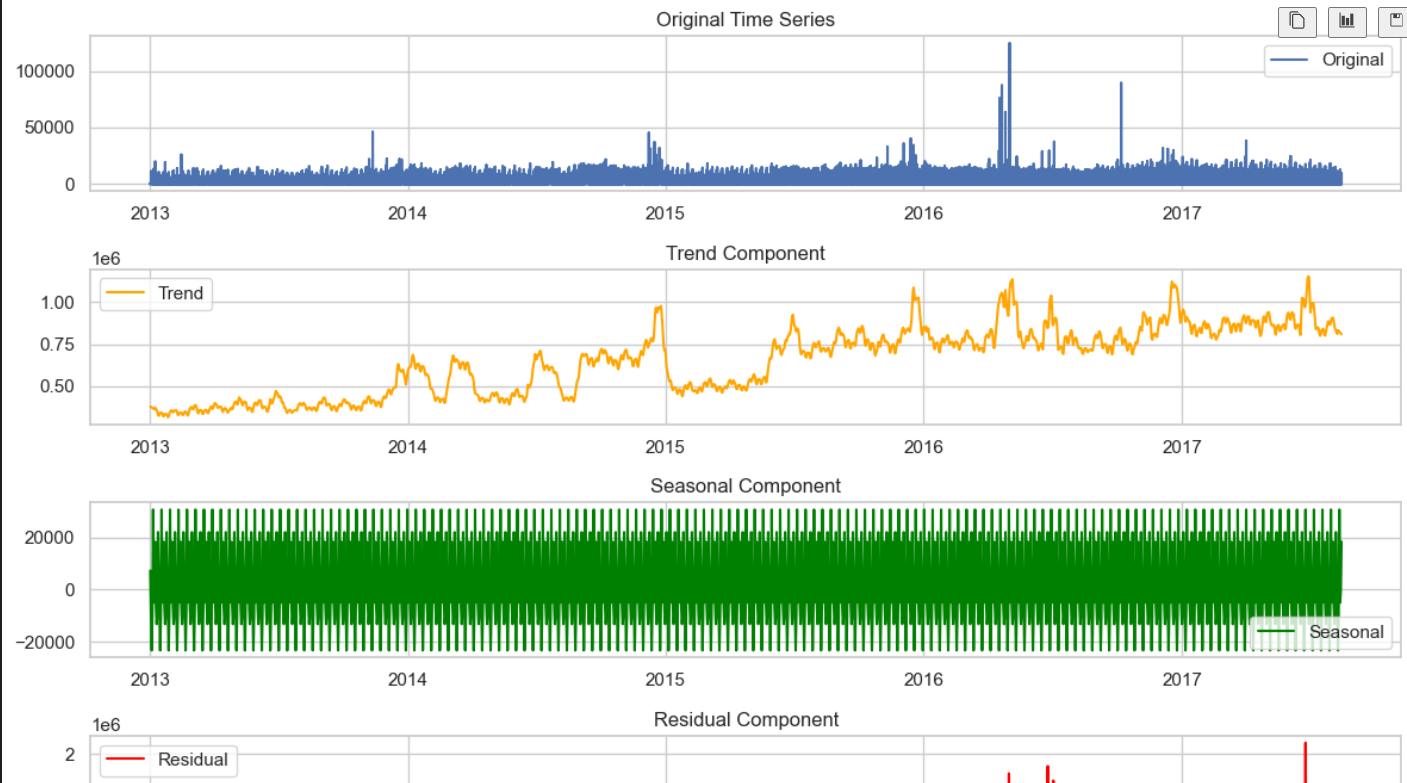 Original Time Series
Original
100000
50000
0
2013 2014 2015 2016 2017
Trend Component
1e6
Trend
1.00
0.75
0.50
2013 2014 2015 2016 2017
Seasonal Component
20000
0
−20000
Seasonal
2013 2014 2015 2016 2017
Residual Component
1e6
2
Residual